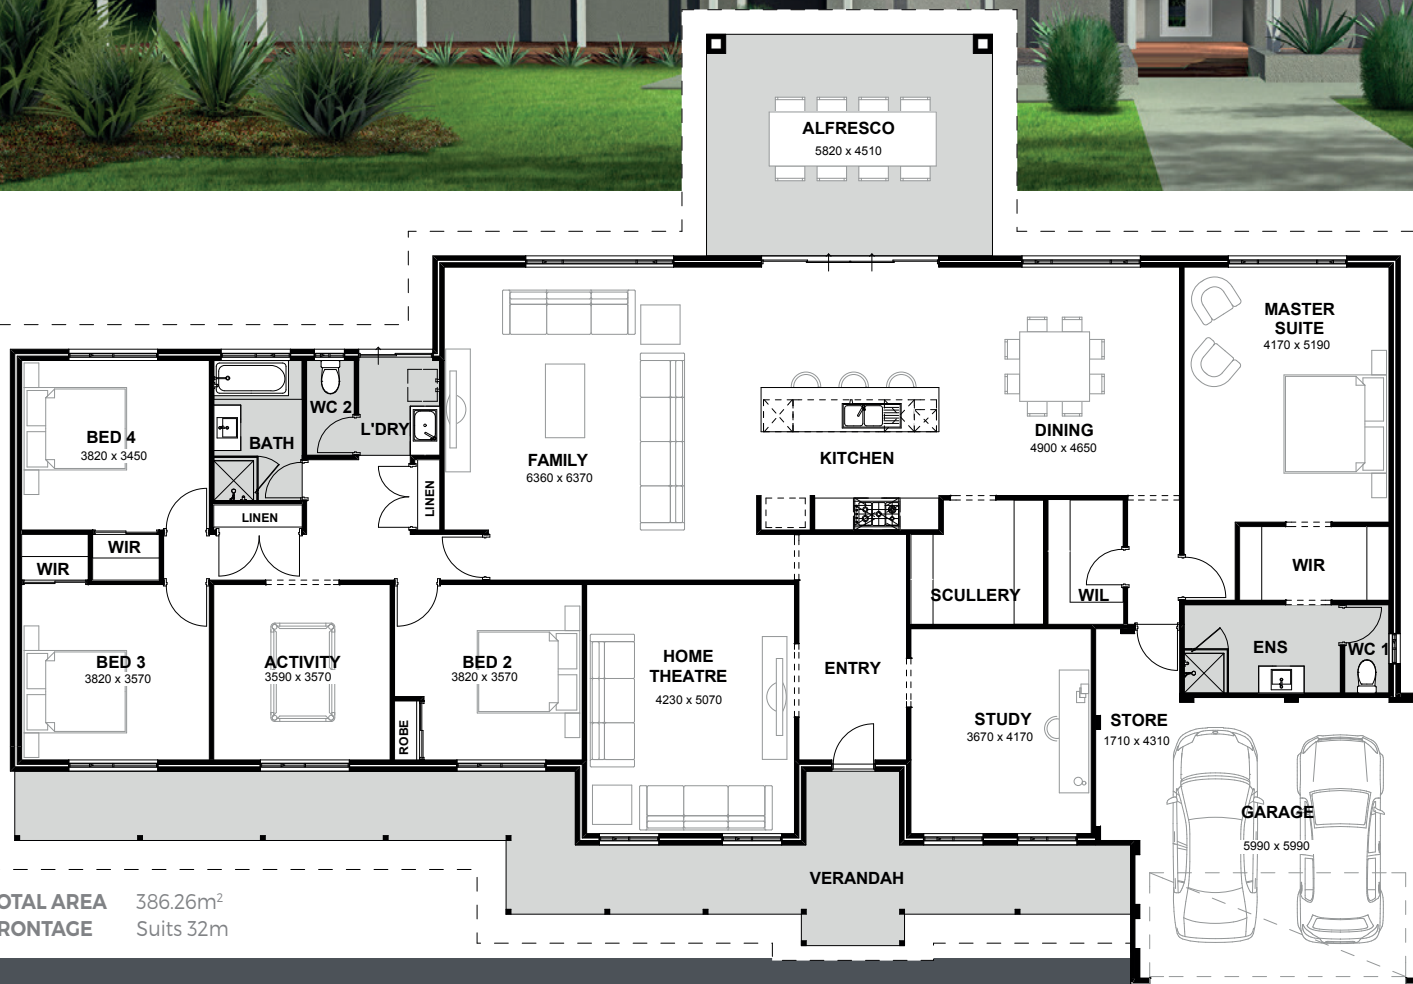 ALFRESCO
5820 x 4510
MASTER
SUITE
4170 x 5190
BED 4
3820 x 3450
BATH
WC 2
L'DRY
LINEN
LINEN
FAMILY
6360 x 6370
KITCHEN
DINING
4900 x 4650
WIR
WIR
SCULLERY
WIL
WIR
BED 3
3820 x 3570
ACTIVITY
3590 x 3570
BED 2
3820 x 3570
ROBE
HOME
THEATRE
4230 x 5070
ENTRY
STUDY
3670 x 4170
STORE
1710 x 4310
ENS
WC 1
GARAGE
5990 x 5990
VERANDAH
OTAL AREA 386.26m²
RONTAGE Suits 32m